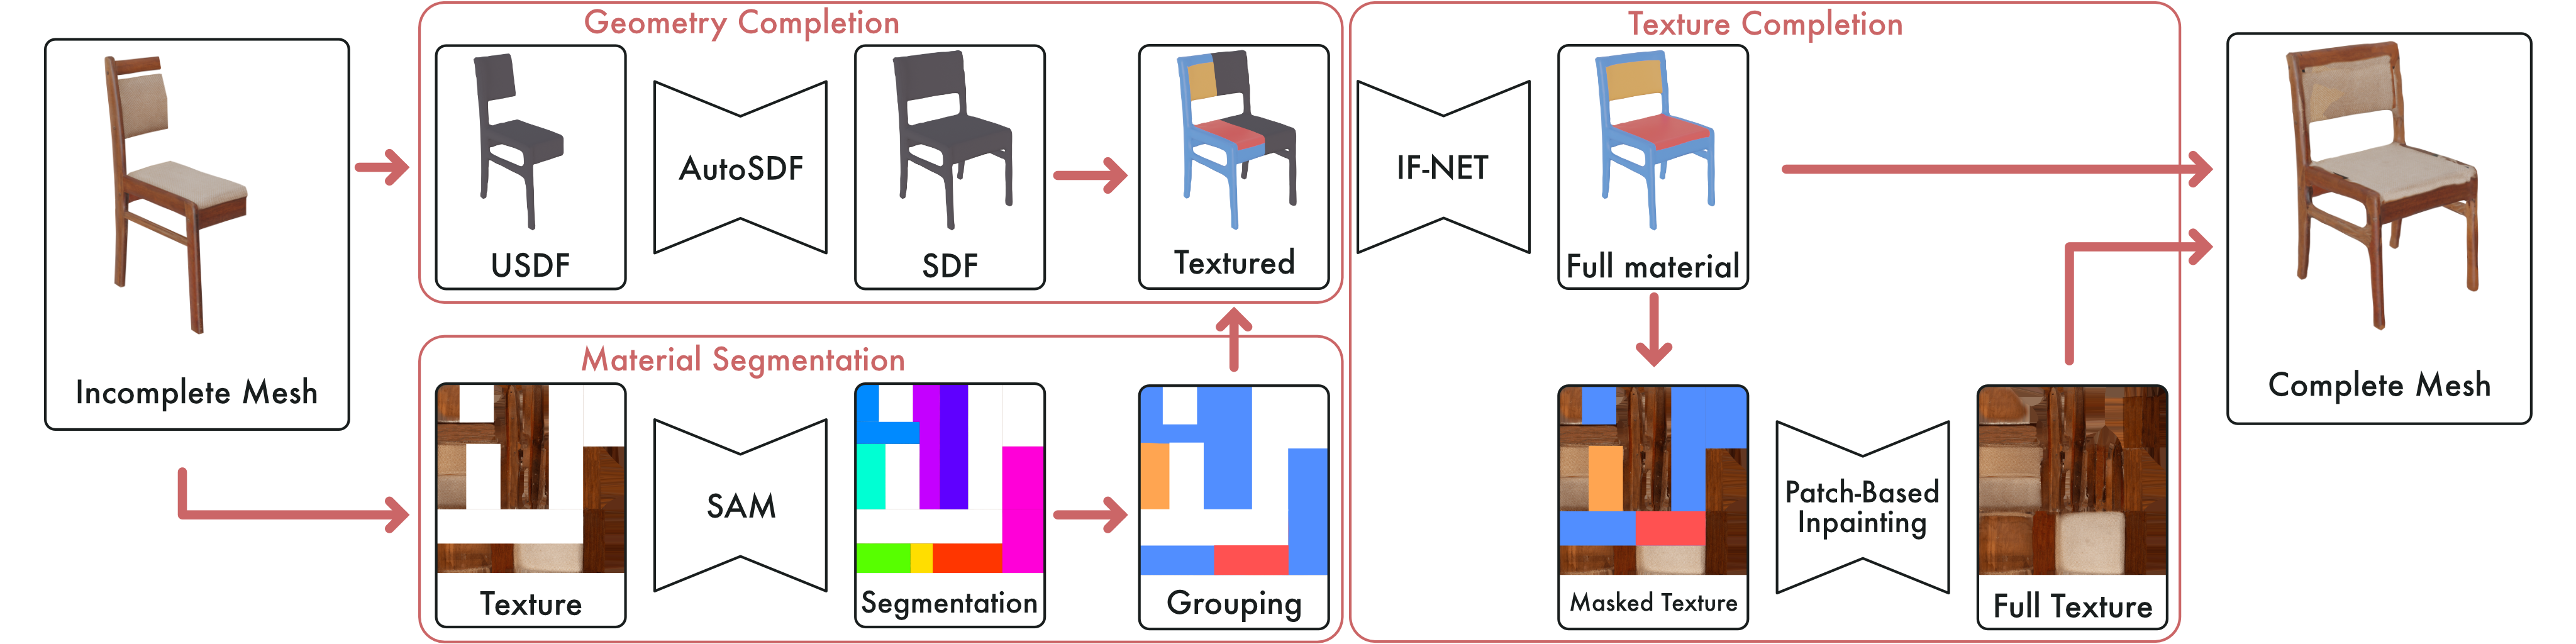 Geometry Completion
Texture Completion
Incomplete Mesh
USDF
AutoSDF
SDF
Textured
IF-NET
Full material
Complete Mesh
Material Segmentation
Texture
SAM
Segmentation
Grouping
Masked Texture
Patch-Based
Inpainting
Full Texture